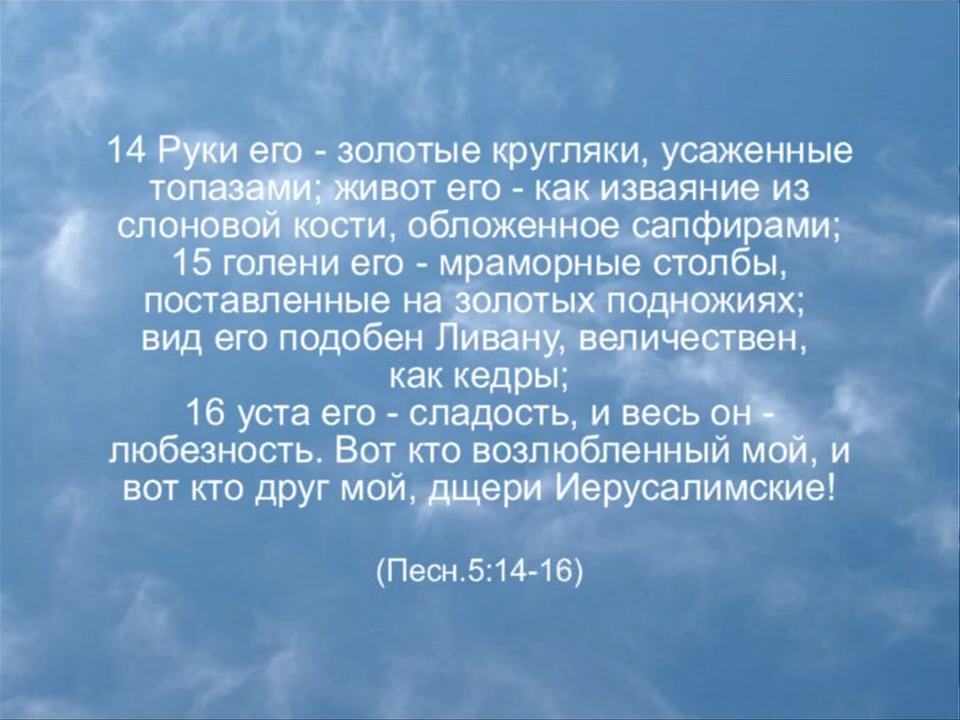 14 Руки его - золотые кругляки, усаженные
топазами; живот его - как изваяние из
слоновой кости, обложенное сапфирами;
15 голени его - мраморные столбы,
поставленные на золотых подножиях;
вид его подобен Ливану, величествен,
как кедры;
16 уста его - сладость, и весь он -
любезность. Вот кто возлюбленный мой, и
вот кто друг мой, дщери Иерусалимские!
(Песн.5:14-16)